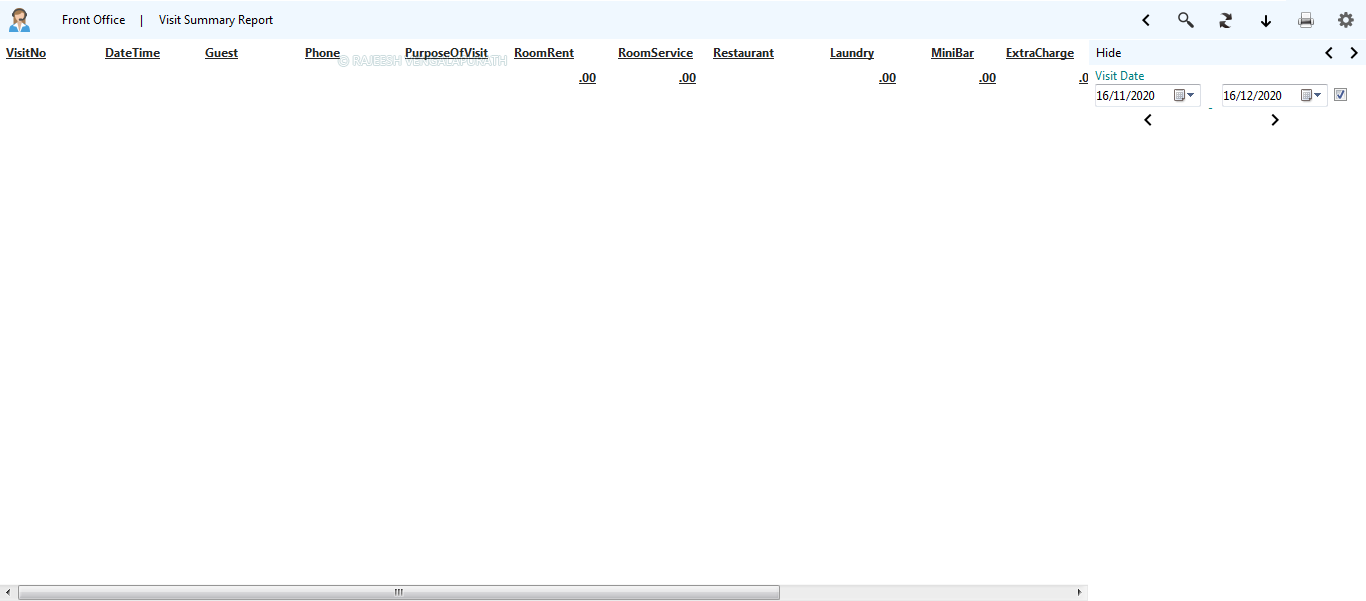 Front Office | Visit Summary Report
VisitNo DateTime Guest Phone PurposeOfVisit RoomRent RoomService Restaurant Laundry MiniBar ExtraCharge Hide
© RAJEESH VENGALAPURATH
.00 .00 .00 .00 .0
Visit Date
16/11/2020 - 16/12/2020